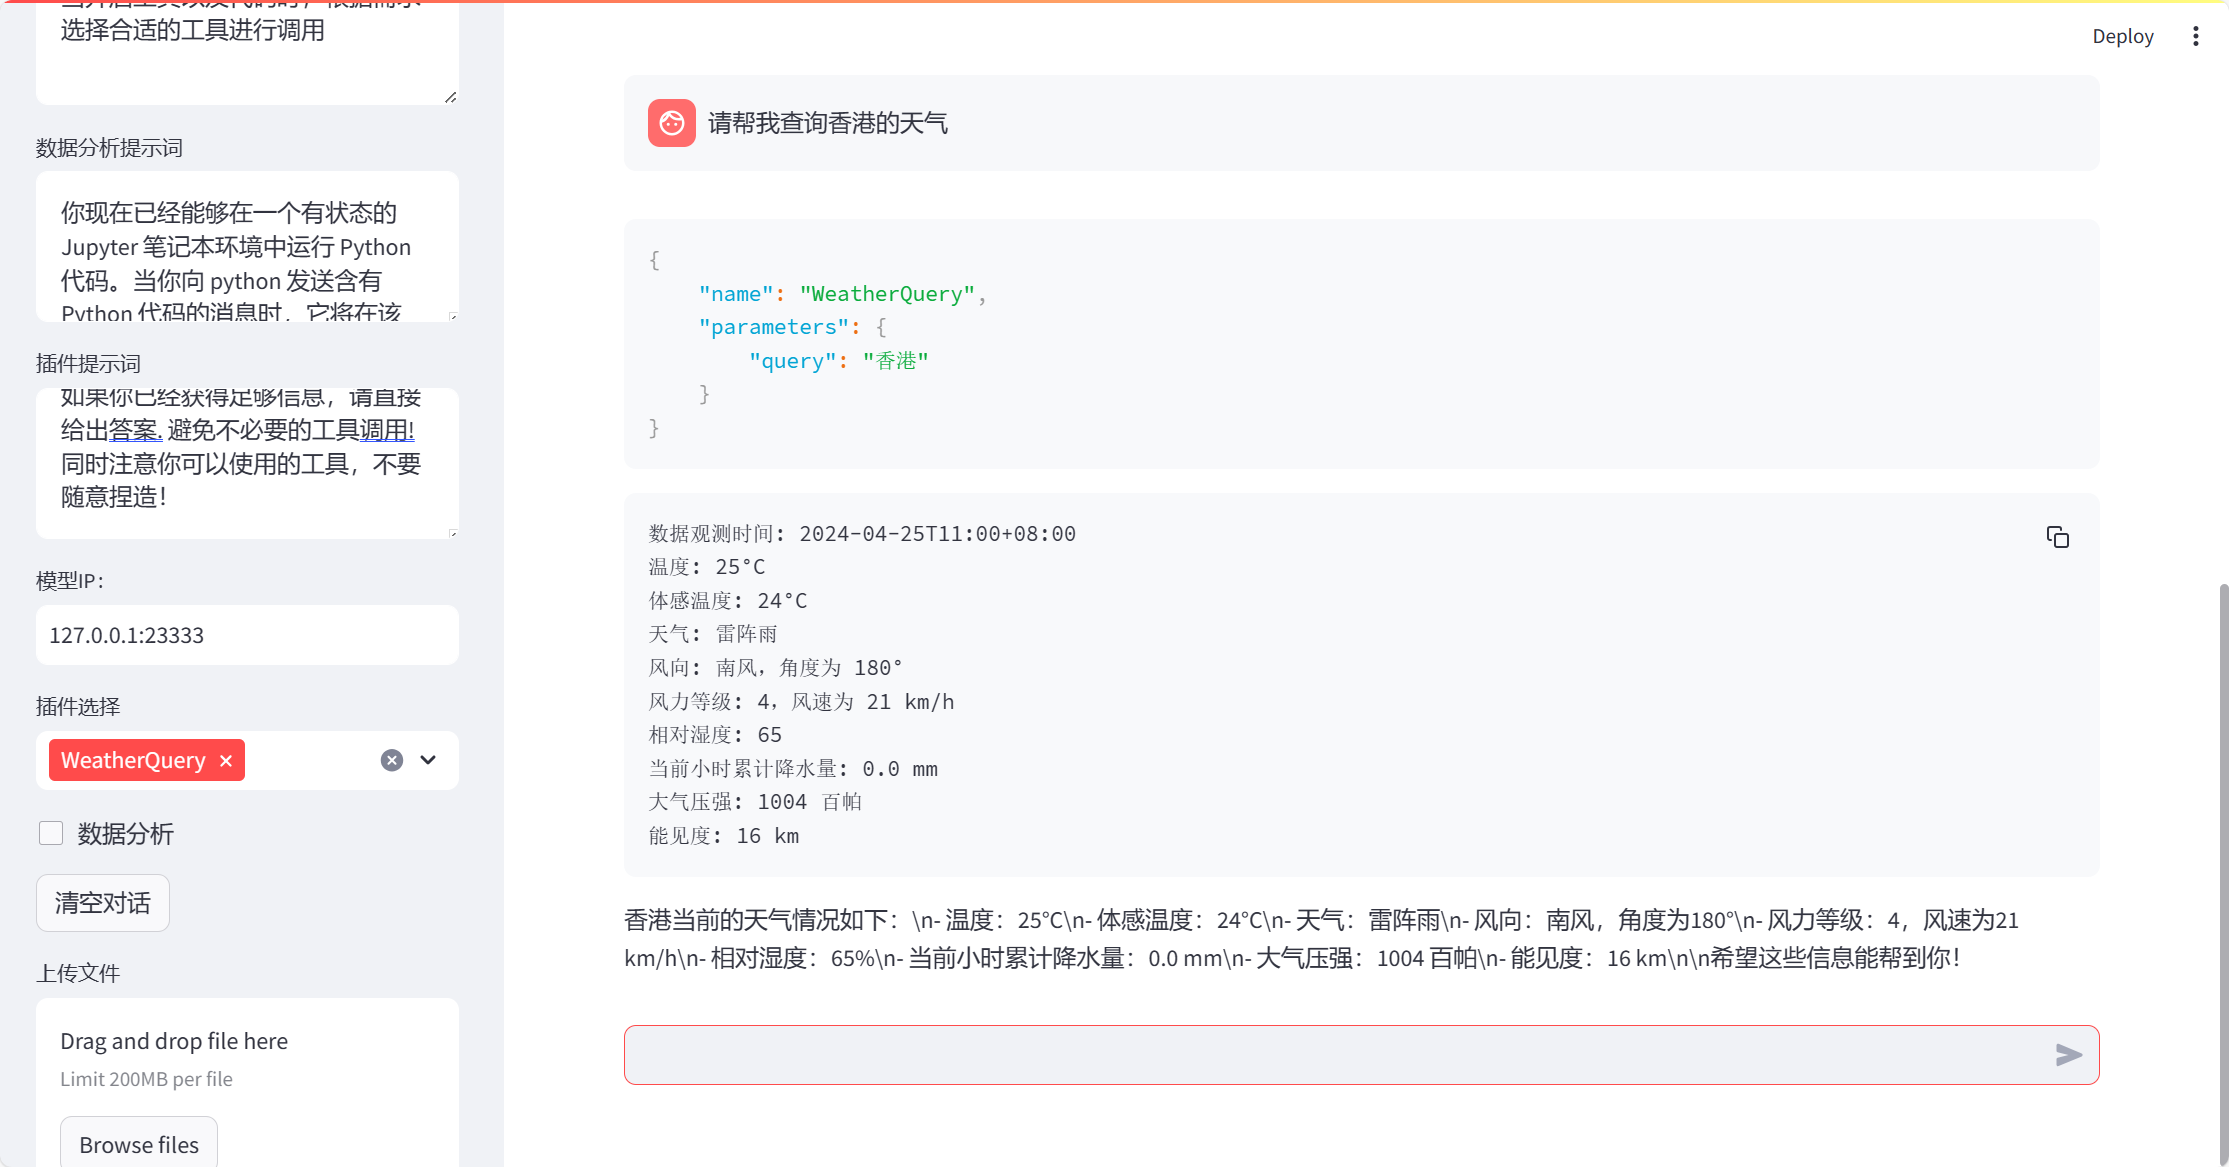 选择合适的工具进行调用
数据分析提示词
你现在已经能够在一个有状态的
Jupyter 笔记本环境中运行 Python
代码。当你向 python 发送含有
Python 代码的消息时，它将在该
插件提示词
如果你已经获得足够信息，请直接
给出答案. 避免不必要的工具调用!
同时注意你可以使用的工具，不要
随意捏造！
模型IP：
127.0.0.1:23333
插件选择
WeatherQuery
数据分析
清空对话
上传文件
Drag and drop file here
Limit 200MB per file
Browse files
Deploy
请帮我查询香港的天气
{
"name": "WeatherQuery",
"parameters": {
"query": "香港"
}
}
数据观测时间: 2024-04-25T11:00+08:00
温度: 25°C
体感温度: 24°C
天气: 雷阵雨
风向: 南风，角度为 180°
风力等级: 4，风速为 21 km/h
相对湿度: 65
当前小时累计降水量: 0.0 mm
大气压强: 1004 百帕
能见度: 16 km
香港当前的天气情况如下：\n- 温度：25°C\n- 体感温度：24°C\n- 天气：雷阵雨\n- 风向：南风，角度为180°\n- 风力等级：4，风速为21
km/h\n- 相对湿度：65%\n- 当前小时累计降水量：0.0 mm\n- 大气压强：1004 百帕\n- 能见度：16 km\n\n希望这些信息能帮到你！